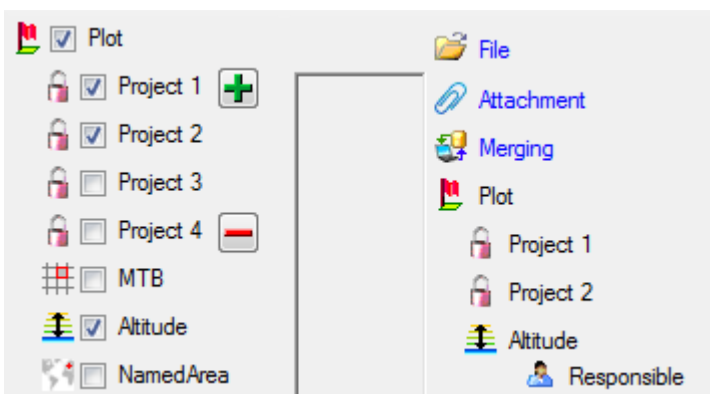 Plot
Project 1
Project 2
Project 3
Project 4
MTB
Altitude
NamedArea
File
Attachment
Merging
Plot
Project 1
Project 2
Altitude
Responsible